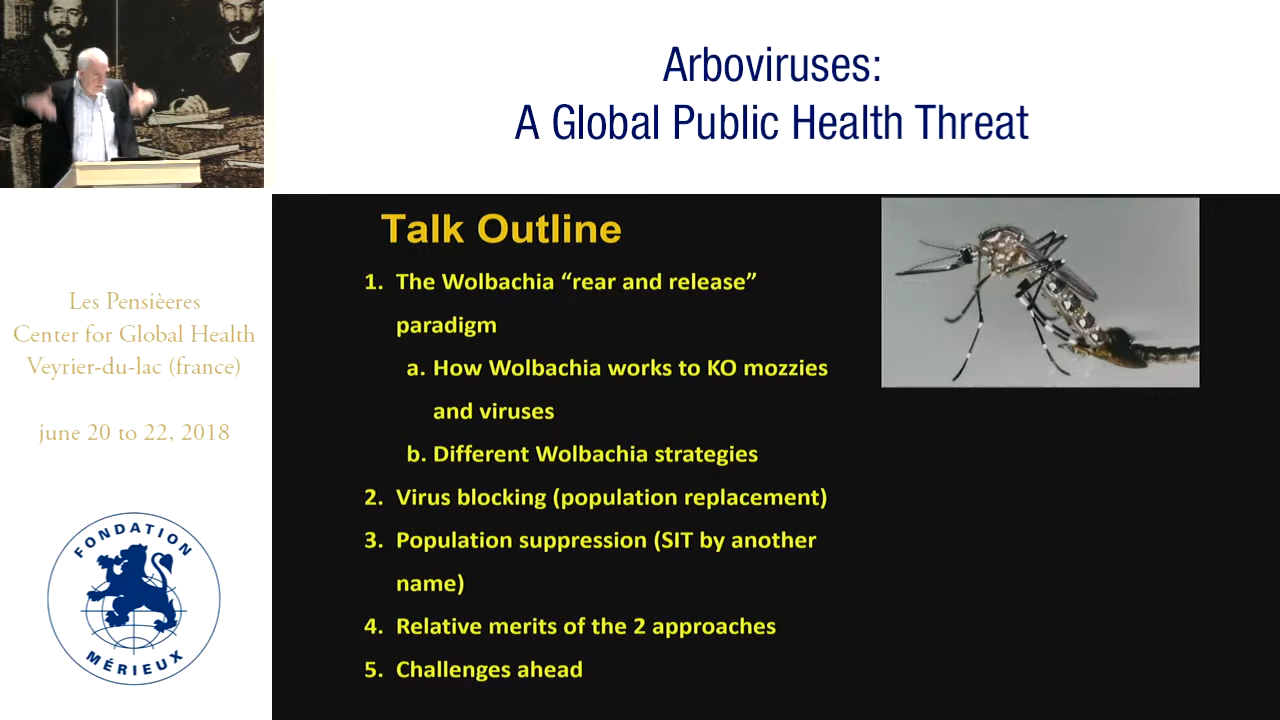 Arboviruses:
A Global Public Health Threat
Les Pensièeres
Center for Global Health
Veyrier-du-lac (france)
june 20 to 22, 2018
FONDATION
MÉRIEUX
Talk Outline
1. The Wolbachia “rear and release”
paradigm
a. How Wolbachia works to KO mozzies
and viruses
b. Different Wolbachia strategies
2. Virus blocking (population replacement)
3. Population suppression (SIT by another
name)
4. Relative merits of the 2 approaches
5. Challenges ahead